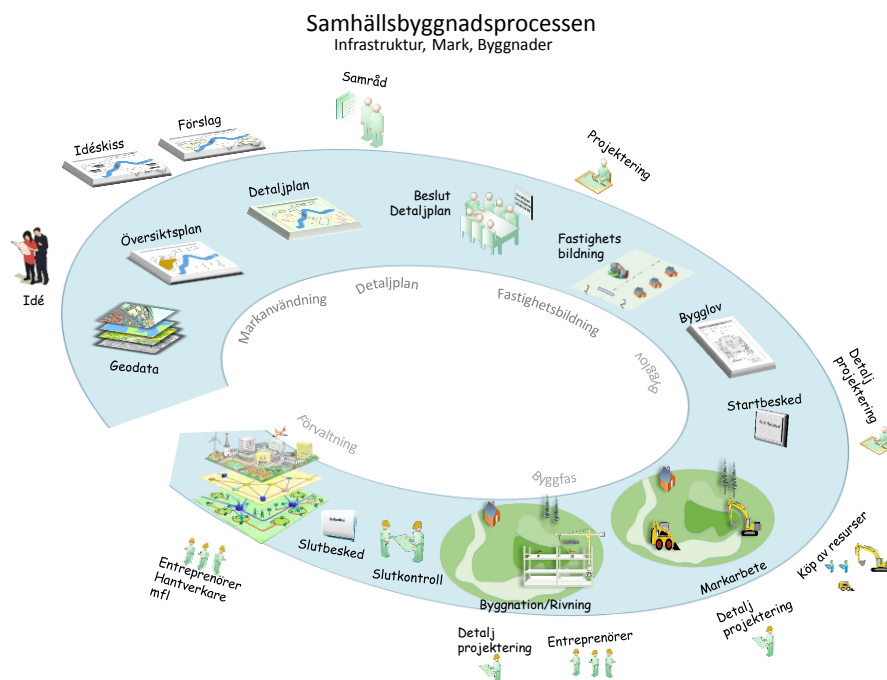 Samhällsbyggnadsprocessen
Infrastruktur, Mark, Byggnader
Samråd
Förslag
Idéskiss
Projektering
Detaljplan
Beslut
Detaljplan
Översiktsplan
Fastighets
bildning
Idé
Markanvändning
Detaljplan
Fastighetsbildning
Bygglov
Bygglov
Geodata
Detalj
projektering
Startbesked
Förvaltning
Byggfas
Slutbesked
Slutkontroll
Köp av resurser
Markarbete
Entreprenörer
Hantverkare
mfl
Byggnation/Rivning
Detalj
projektering
Detalj
projektering
Entreprenörer